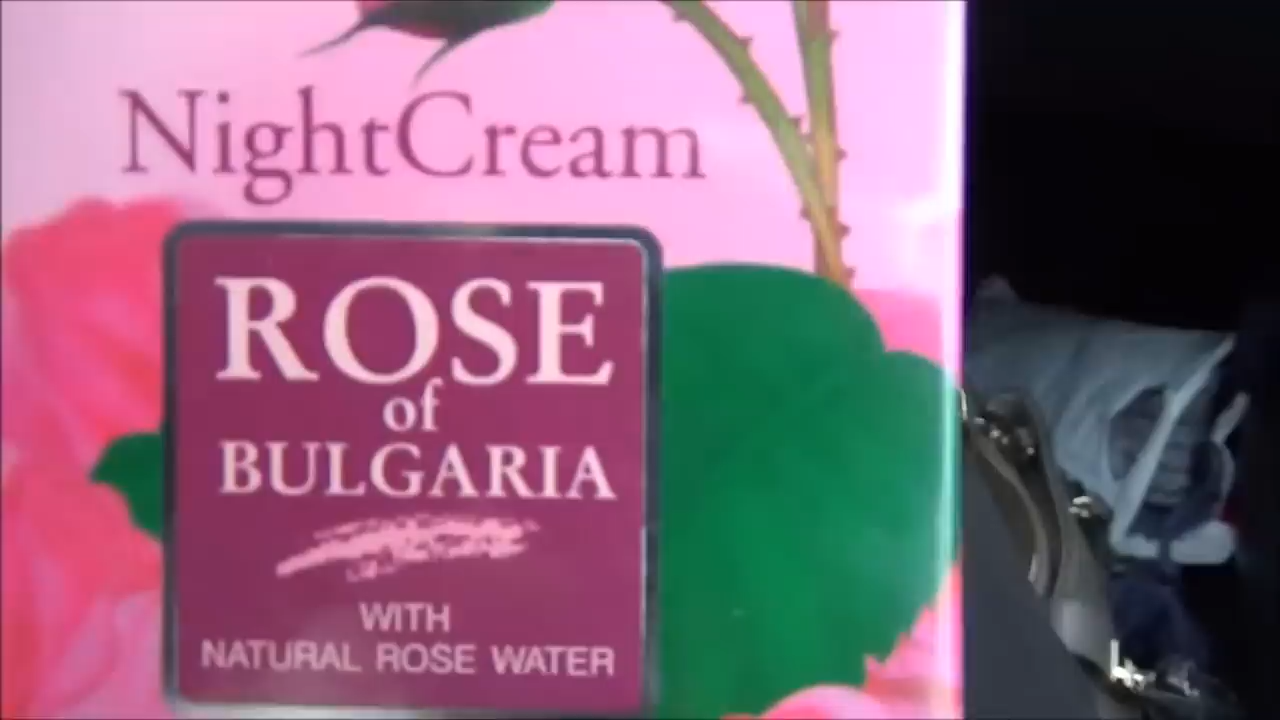 NightCream
ROSE
of
BULGARIA
WITH
NATURAL ROSE WATER